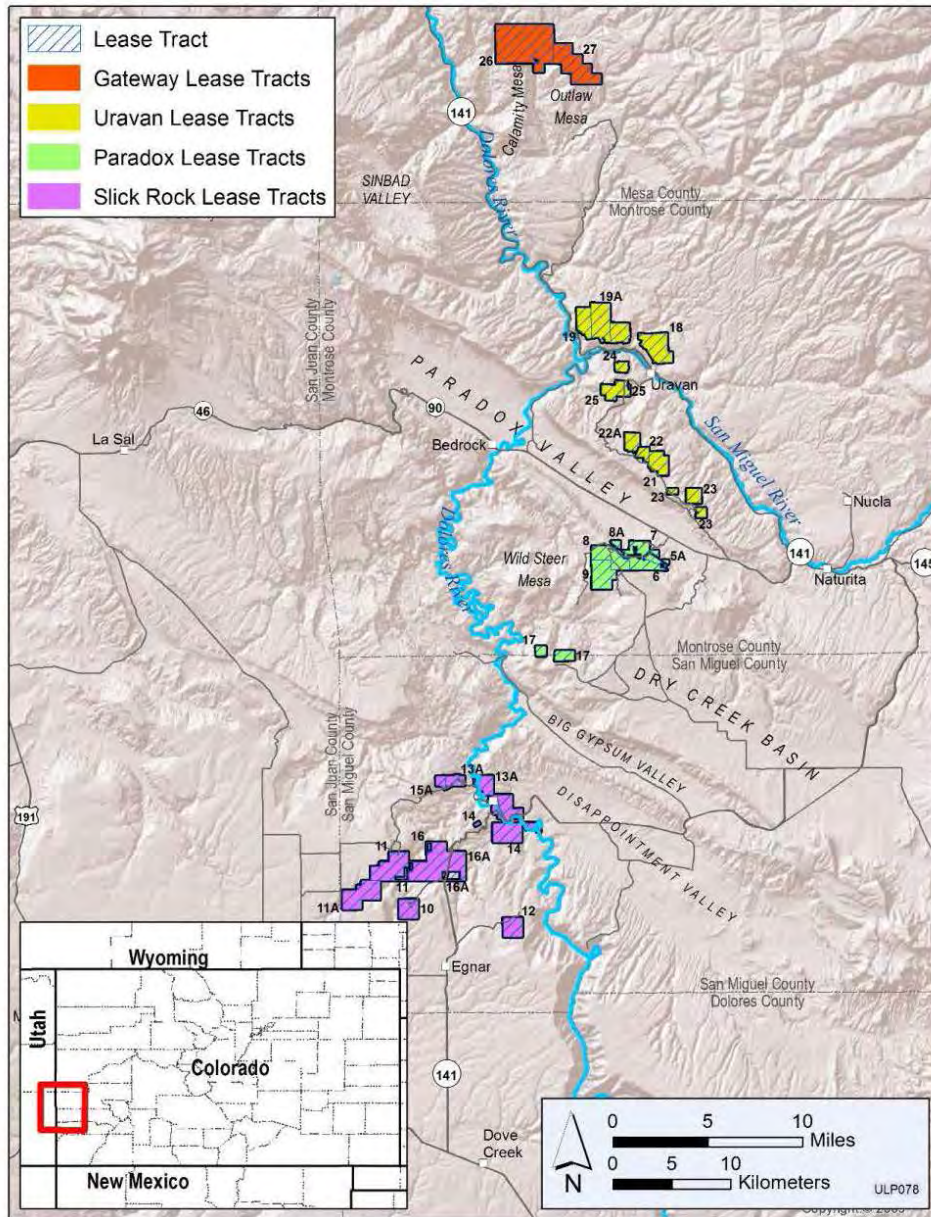 Lease Tract
Gateway Lease Tracts
Uravan Lease Tracts
Paradox Lease Tracts
Slick Rock Lease Tracts
26
27
Calamity Mesa
Outlaw
Mesa
141
Dolores River
SINBAD
VALLEY
Mesa County
Montrose County
19A
19
18
24
Uravan
25
25
San Juan County
Montrose County
PARADOX VALLEY
90
46
La Sal
Bedrock
22A
22
21
23
23
23
San Miguel River
Nucla
141
Naturita
145
Dolores River
Wild Steer
Mesa
8
8A
7
5A
9
6
17
17
Montrose County
San Miguel County
DRY CREEK BASIN
BIG GYPSUM VALLEY
DISAPPOINTMENT VALLEY
San Juan County
San Miguel County
191
13A
13A
15A
14
14
16
16A
11
11
16A
11A
10
12
Egnar
San Miguel County
Dolores County
141
Dove
Creek
Wyoming
Utah
Colorado
New Mexico
N
0 5 10
Miles
0 5 10
Kilometers
ULP078